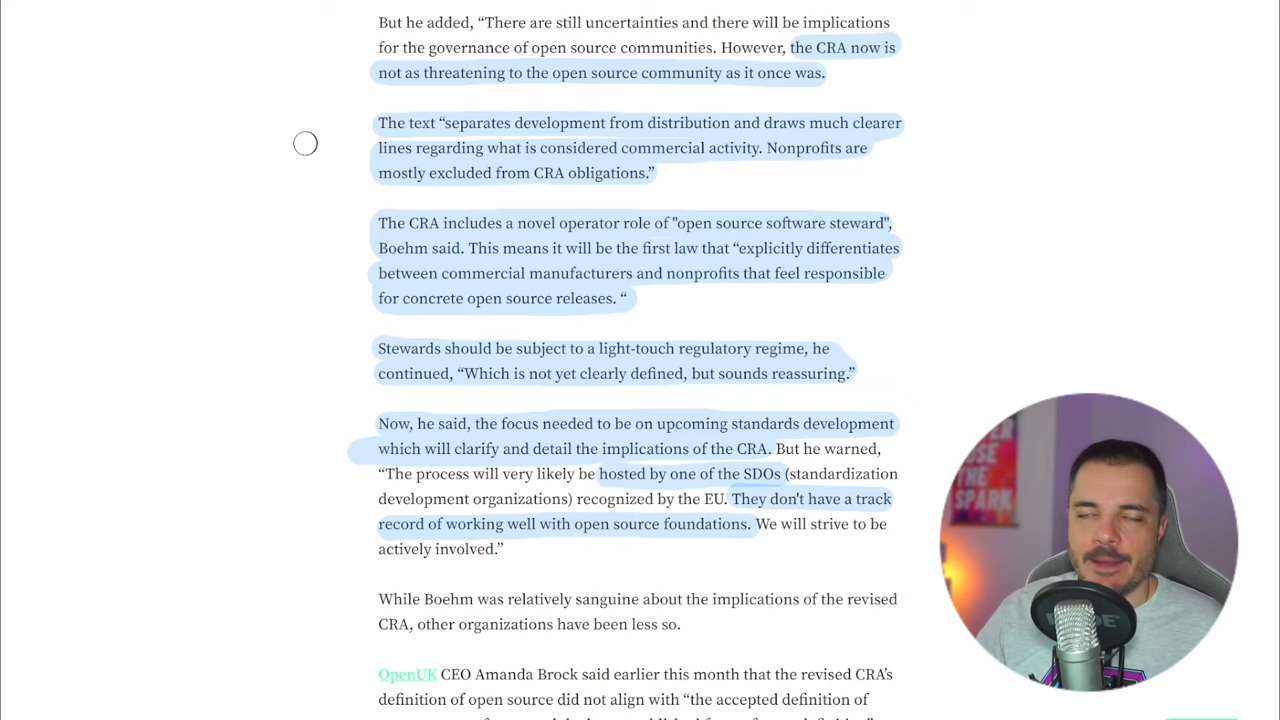 But he added, “There are still uncertainties and there will be implications
for the governance of open source communities. However, the CRA now is
not as threatening to the open source community as it once was.
The text “separates development from distribution and draws much clearer
lines regarding what is considered commercial activity. Nonprofits are
mostly excluded from CRA obligations.”
The CRA includes a novel operator role of "open source software steward",
Boehm said. This means it will be the first law that “explicitly differentiates
between commercial manufacturers and nonprofits that feel responsible
for concrete open source releases. “
Stewards should be subject to a light-touch regulatory regime, he
continued, “Which is not yet clearly defined, but sounds reassuring.”
Now, he said, the focus needed to be on upcoming standards development
which will clarify and detail the implications of the CRA. But he warned,
“The process will very likely be hosted by one of the SDOs (standardization
development organizations) recognized by the EU. They don't have a track
record of working well with open source foundations. We will strive to be
actively involved.”
While Boehm was relatively sanguine about the implications of the revised
CRA, other organizations have been less so.
OpenUK CEO Amanda Brock said earlier this month that the revised CRA’s
definition of open source did not align with “the accepted definition of
USE
THE
SPARK